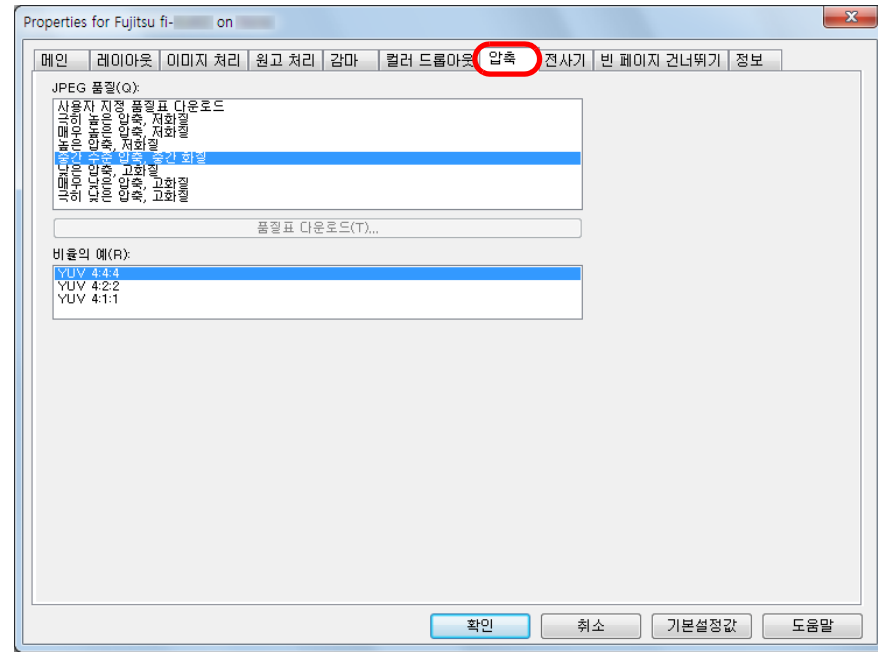 Properties for Fujitsu fi- on
메인 레이아웃 이미지 처리 원고 처리 감마 컬러 드롭아웃 압축 전사기 빈 페이지 건너뛰기 정보
JPEG 품질(Q):
사용자 지정 품질표 다운로드
극히 높은 압축, 저화질
매우 높은 압축, 저화질
높은 압축, 저화질
중간 수준 압축, 중간 화질
낮은 압축, 고화질
매우 낮은 압축, 고화질
극히 낮은 압축, 고화질
품질표 다운로드(T)...
비율의 예(R):
YUV 4:4:4
YUV 4:2:2
YUV 4:1:1
확인 취소 기본설정값 도움말